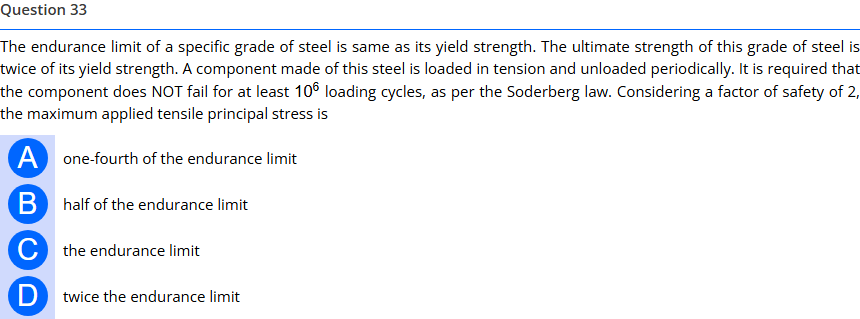 Question 33
The endurance limit of a specific grade of steel is same as its yield strength. The ultimate strength of this grade of steel is
twice of its yield strength. A component made of this steel is loaded in tension and unloaded periodically. It is required that
the component does NOT fail for at least 10⁶ loading cycles, as per the Soderberg law. Considering a factor of safety of 2,
the maximum applied tensile principal stress is
A one-fourth of the endurance limit
B half of the endurance limit
C the endurance limit
D twice the endurance limit